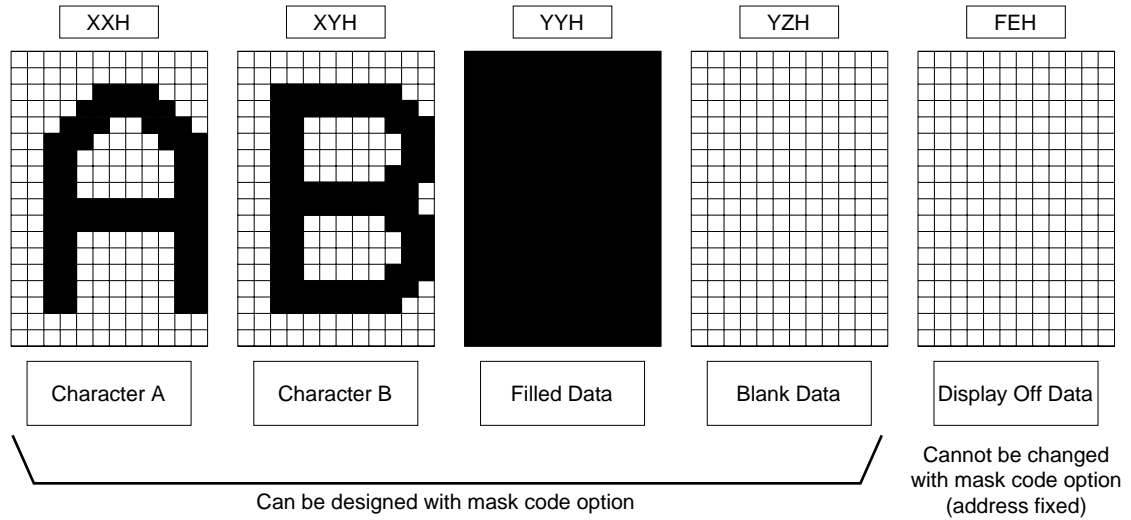 XXH
XYH
YYH
YZH
FEH
Character A
Character B
Filled Data
Blank Data
Display Off Data
Can be designed with mask code option
Cannot be changed
with mask code option
(address fixed)